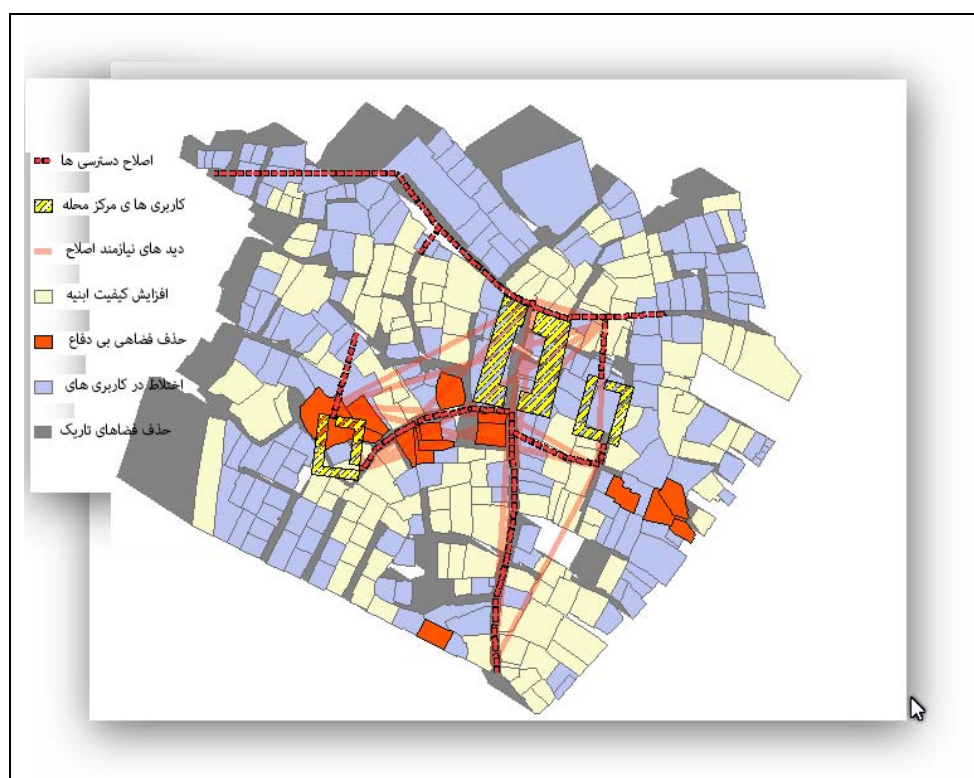 اصلاح دسترسی ها
کاربری ها ی مرکز محله
دید های نیازمند اصلاح
افزایش کیفیت ابنیه
حذف فضاهی بی دفاع
اختلاط در کاربری های
حذف فضاهای تاریک